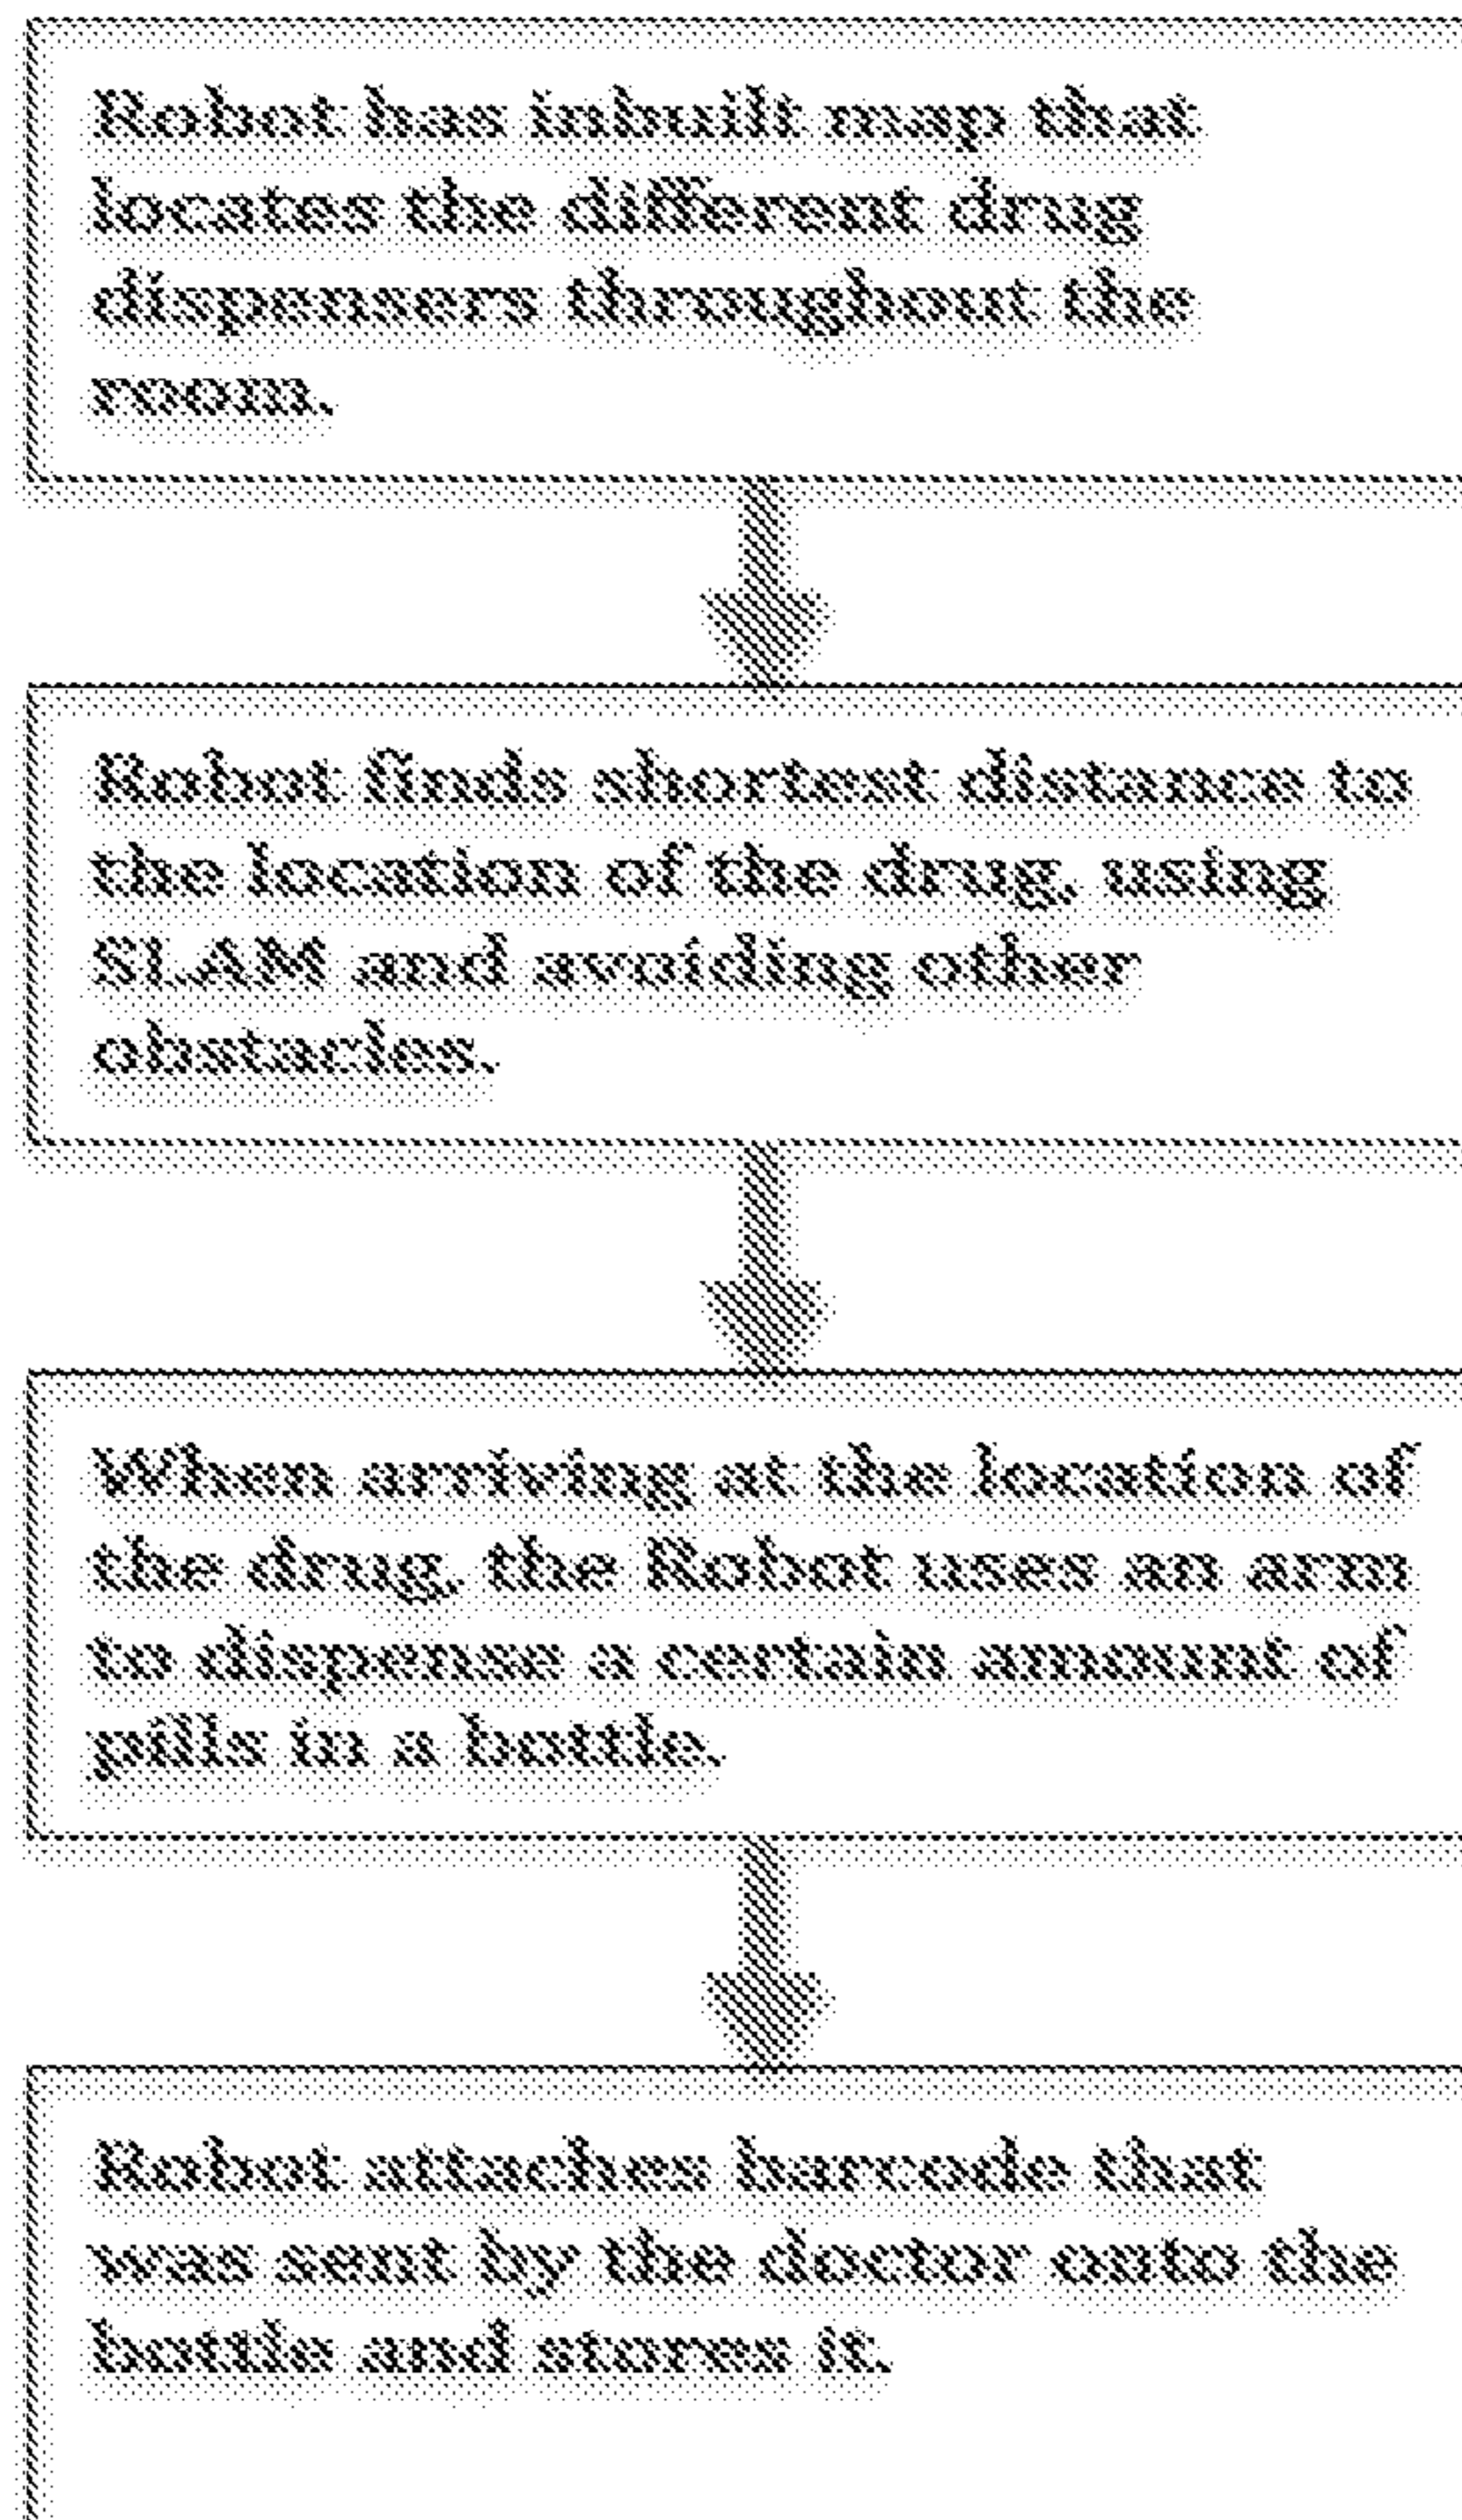 Robot has inbuilt map that
locates the different drug
dispensers throughout the
room.
Robot finds shortest distance to
the location of the drug, using
SLAM and avoiding other
obstacles.
When arriving at the location of
the drug, the Robot uses an arm
to dispense a certain amount of
pills in a bottle.
Robot attaches barcode that
was sent by the doctor onto the
bottle and stores it.